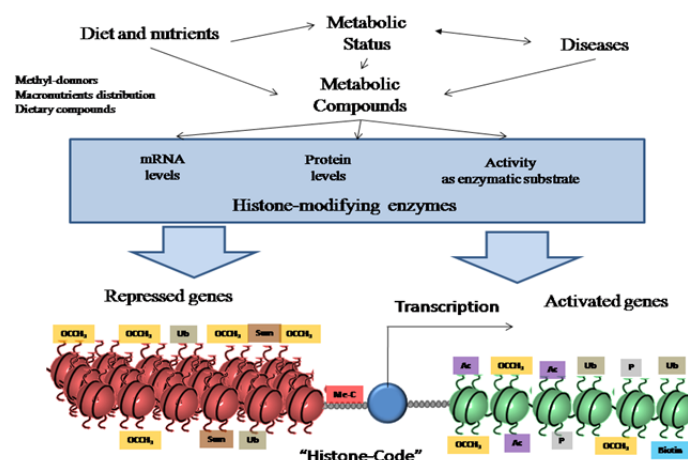 Metabolic
Status
Diet and nutrients
Diseases
Methyl-donnors
Macronutrients distribution
Dietary compounds
Metabolic
Compounds
mRNA
levels
Protein
levels
Activity
as enzymatic substrate
Histone-modifying enzymes
Repressed genes
Transcription
Activated genes
OCCH₃ OCCH₃ Ub OCCH₃ Sum OCCH₃
Ac OCCH₃ Ac Ub P Ub
Me-C
OCCH₃ Sum Ub
OCCH₃ Ac P OCCH₃ Biotin
"Histone-Code"